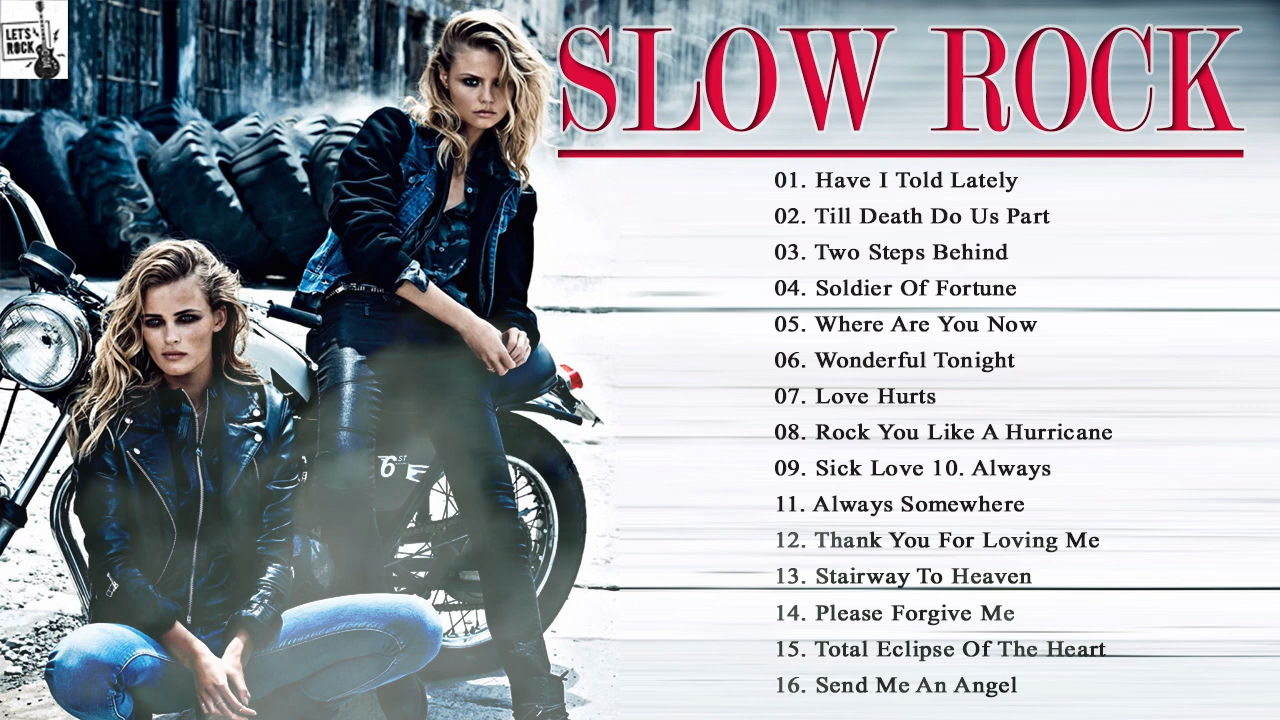 LET'S
ROCK
SLOW ROCK
01. Have I Told Lately
02. Till Death Do Us Part
03. Two Steps Behind
04. Soldier Of Fortune
05. Where Are You Now
06. Wonderful Tonight
07. Love Hurts
08. Rock You Like A Hurricane
09. Sick Love 10. Always
11. Always Somewhere
12. Thank You For Loving Me
13. Stairway To Heaven
14. Please Forgive Me
15. Total Eclipse Of The Heart
16. Send Me An Angel
6ST